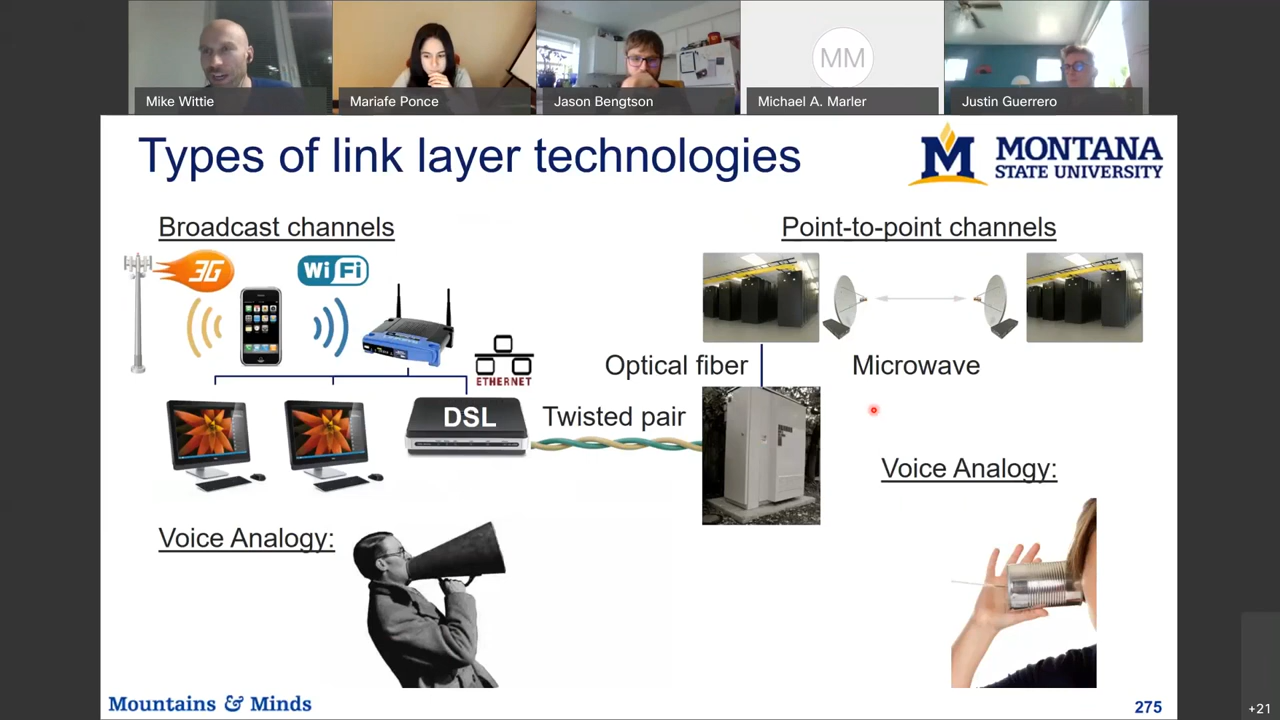 Mike Wittie
Mariafe Ponce
Jason Bengtson
MM
Michael A. Marler
Justin Guerrero
Types of link layer technologies
M
MONTANA
STATE UNIVERSITY
Broadcast channels
Point-to-point channels
3G
WiFi
ETHERNET
Optical fiber
Microwave
DSL
Twisted pair
Voice Analogy:
Voice Analogy:
Mountains & Minds
275
+21